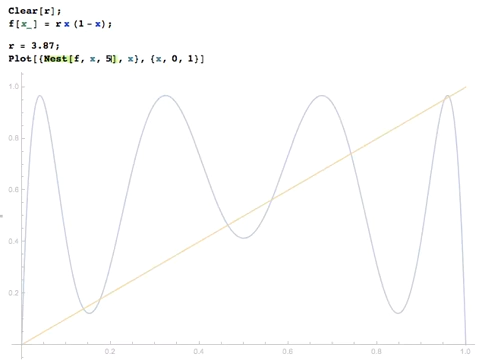 Clear[r];
f[x_] = r x (1 - x);
r = 3.87;
Plot[{Nest[f, x, 5], x}, {x, 0, 1}]
1.0
0.8
0.6
0.4
0.2
0.2 0.4 0.6 0.8 1.0